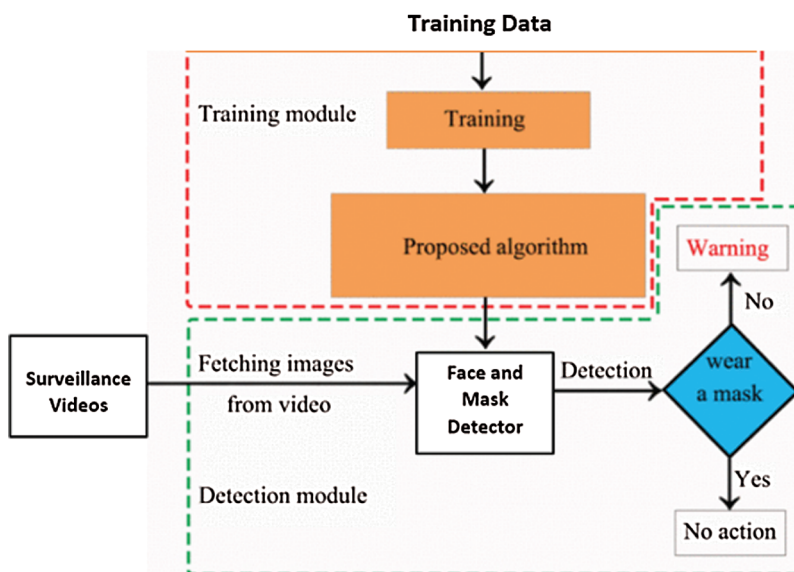 Training Data
Training module
Training
Proposed algorithm
Warning
No
Surveillance
Videos
Fetching images
from video
Face and
Mask
Detector
Detection
wear
a mask
Yes
Detection module
No action